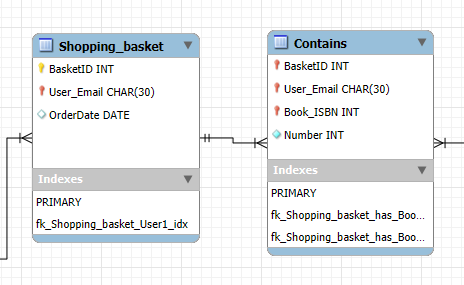 Shopping_basket
BasketID INT
User_Email CHAR(30)
OrderDate DATE
Indexes
PRIMARY
fk_Shopping_basket_User1_idx
Contains
BasketID INT
User_Email CHAR(30)
Book_ISBN INT
Number INT
Indexes
PRIMARY
fk_Shopping_basket_has_Boo...
fk_Shopping_basket_has_Boo...